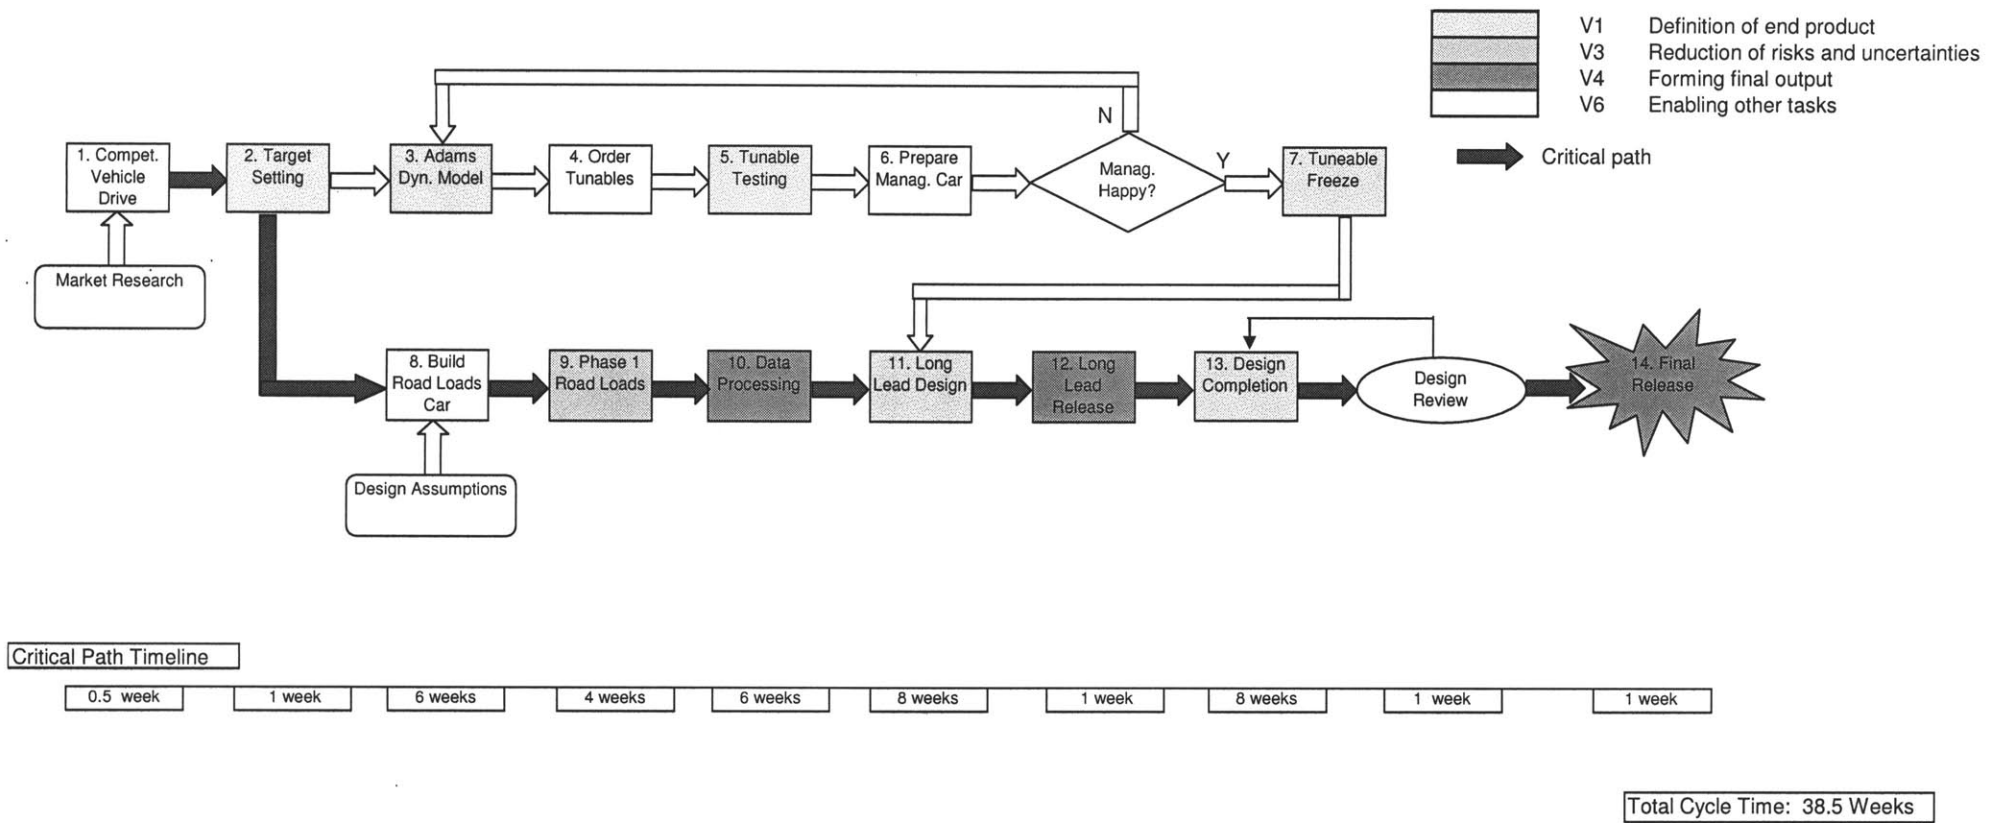 V1 Definition of end product
V3 Reduction of risks and uncertainties
V4 Forming final output
V6 Enabling other tasks
Critical path
N
1. Compet.
Vehicle
Drive
2. Target
Setting
3. Adams
Dyn. Model
4. Order
Tunables
5. Tunable
Testing
6. Prepare
Manag. Car
Manag.
Happy?
Y
7. Tuneable
Freeze
Market Research
8. Build
Road Loads
Car
9. Phase 1
Road Loads
10. Data
Processing
11. Long
Lead Design
12. Long
Lead
Release
13. Design
Completion
Design
Review
14. Final
Release
Design Assumptions
Critical Path Timeline
0.5 week
1 week
6 weeks
4 weeks
6 weeks
8 weeks
1 week
8 weeks
1 week
1 week
Total Cycle Time: 38.5 Weeks